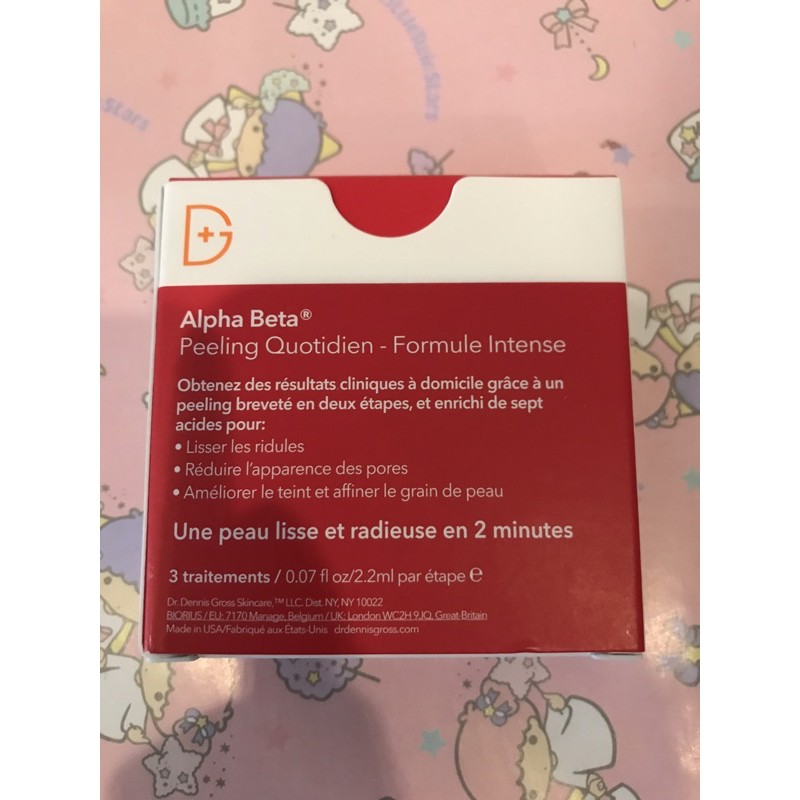 Little Twin Stars
Stars
D+G
Alpha Beta®
Peeling Quotidien - Formule Intense
Obtenez des résultats cliniques à domicile grâce à un
peeling breveté en deux étapes, et enrichi de sept
acides pour:
• Lisser les ridules
• Réduire l'apparence des pores
• Améliorer le teint et affiner le grain de peau
Une peau lisse et radieuse en 2 minutes
3 traitements / 0.07 fl oz/2.2ml par étape ℮
Dr. Dennis Gross Skincare,™ LLC. Dist. NY, NY 10022
BIORIUS / EU: 7170 Manage, Belgium / UK: London WC2H 9JQ, Great-Britain
Made in USA/Fabriqué aux États-Unis drdennisgross.com